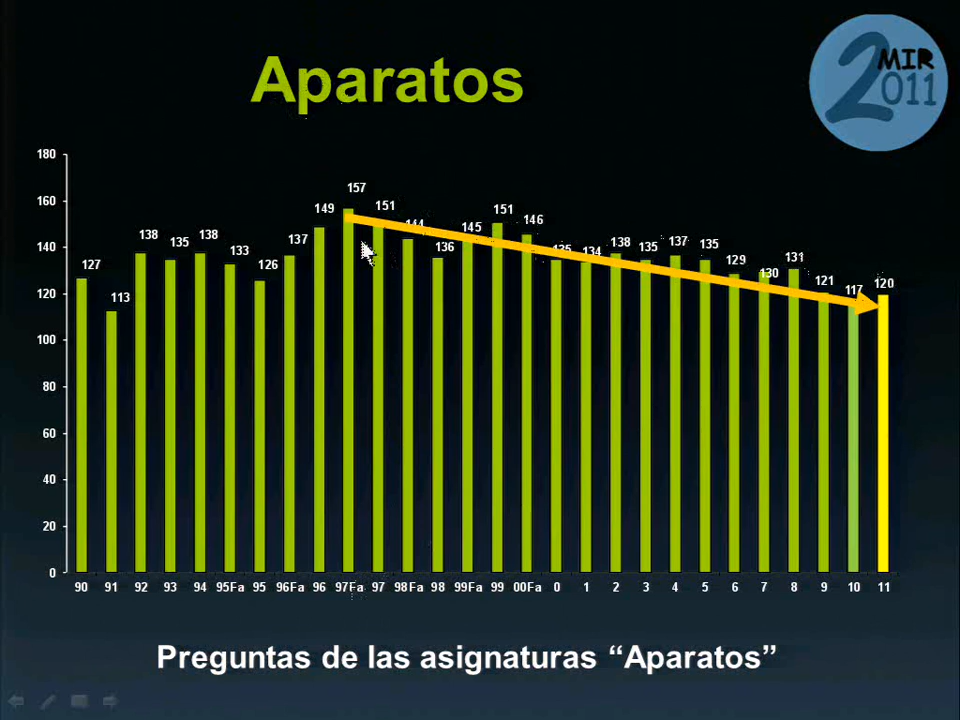 Aparatos
2 MIR
011
180
160
140
120
100
80
60
40
20
0
127 113 138 135 138 133 126 137 149 157 151 144 136 145 151 146 135 134 138 135 137 135 129 130 131 121 117 120
90 91 92 93 94 95Fa 95 96Fa 96 97Fa 97 98Fa 98 99Fa 99 00Fa 0 1 2 3 4 5 6 7 8 9 10 11
Preguntas de las asignaturas “Aparatos”